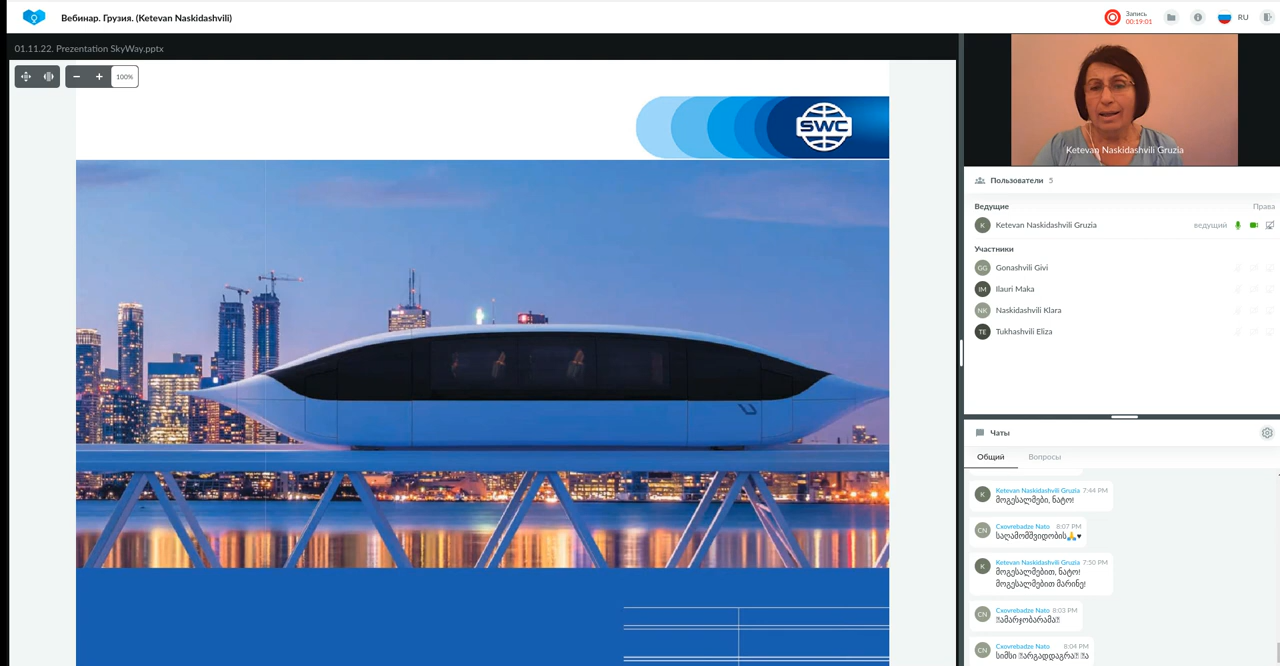 Вебинар. Грузия. (Ketevan Naskidashvili)
Запись
00:19:01
RU
01.11.22. Prezentation SkyWay.pptx
100%
SWC
Ketevan Naskidashvili Gruzia
Пользователи 5
Ведущие Права
K Ketevan Naskidashvili Gruzia ведущий
Участники
GG Gonashvili Givi
IM Ilauri Maka
NK Naskidashvili Klara
TE Tukhashvili Eliza
Чаты
Общий Вопросы
K Ketevan Naskidashvili Gruzia 7:44 PM
მოგესალმები, ნატო!
CN Cxovrebadze Nato 8:07 PM
საღამომშვიდობის🙏♥
K Ketevan Naskidashvili Gruzia 7:50 PM
მოგესალმებით, ნატო!
მოგესალმებით მარინე!
CN Cxovrebadze Nato 8:03 PM
CN Cxovrebadze Nato 8:04 PM